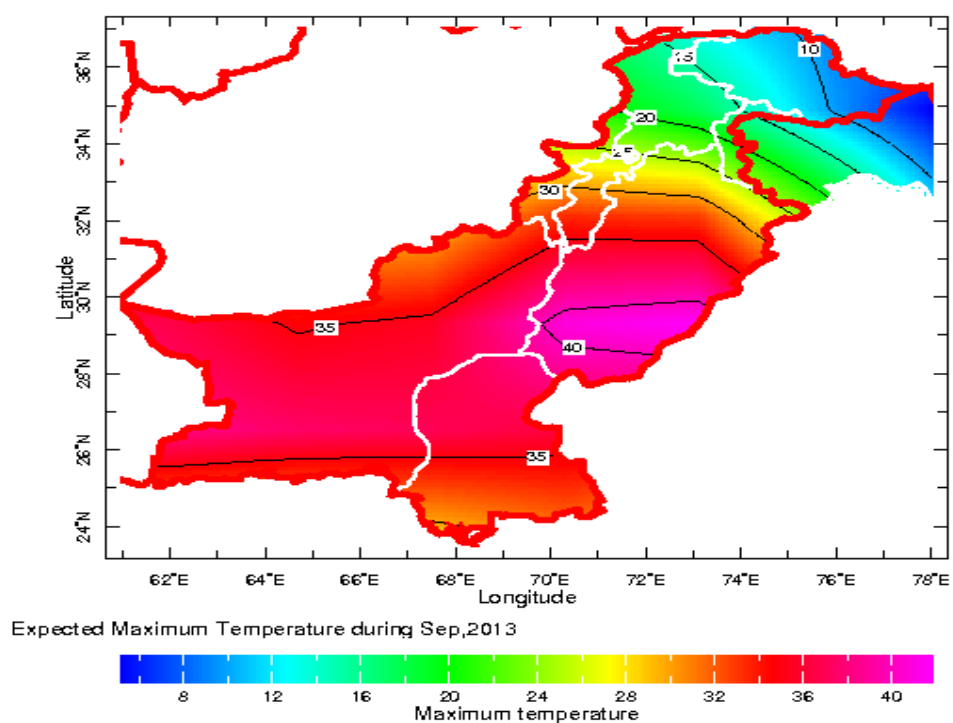 36°N
34°N
32°N
30°N
28°N
26°N
24°N
Latitude
10
15
20
25
30
35
40
35
62°E 64°E 66°E 68°E 70°E 72°E 74°E 76°E 78°E
Longitude
Expected Maximum Temperature during Sep,2013
8 12 16 20 24 28 32 36 40
Maximum temperature